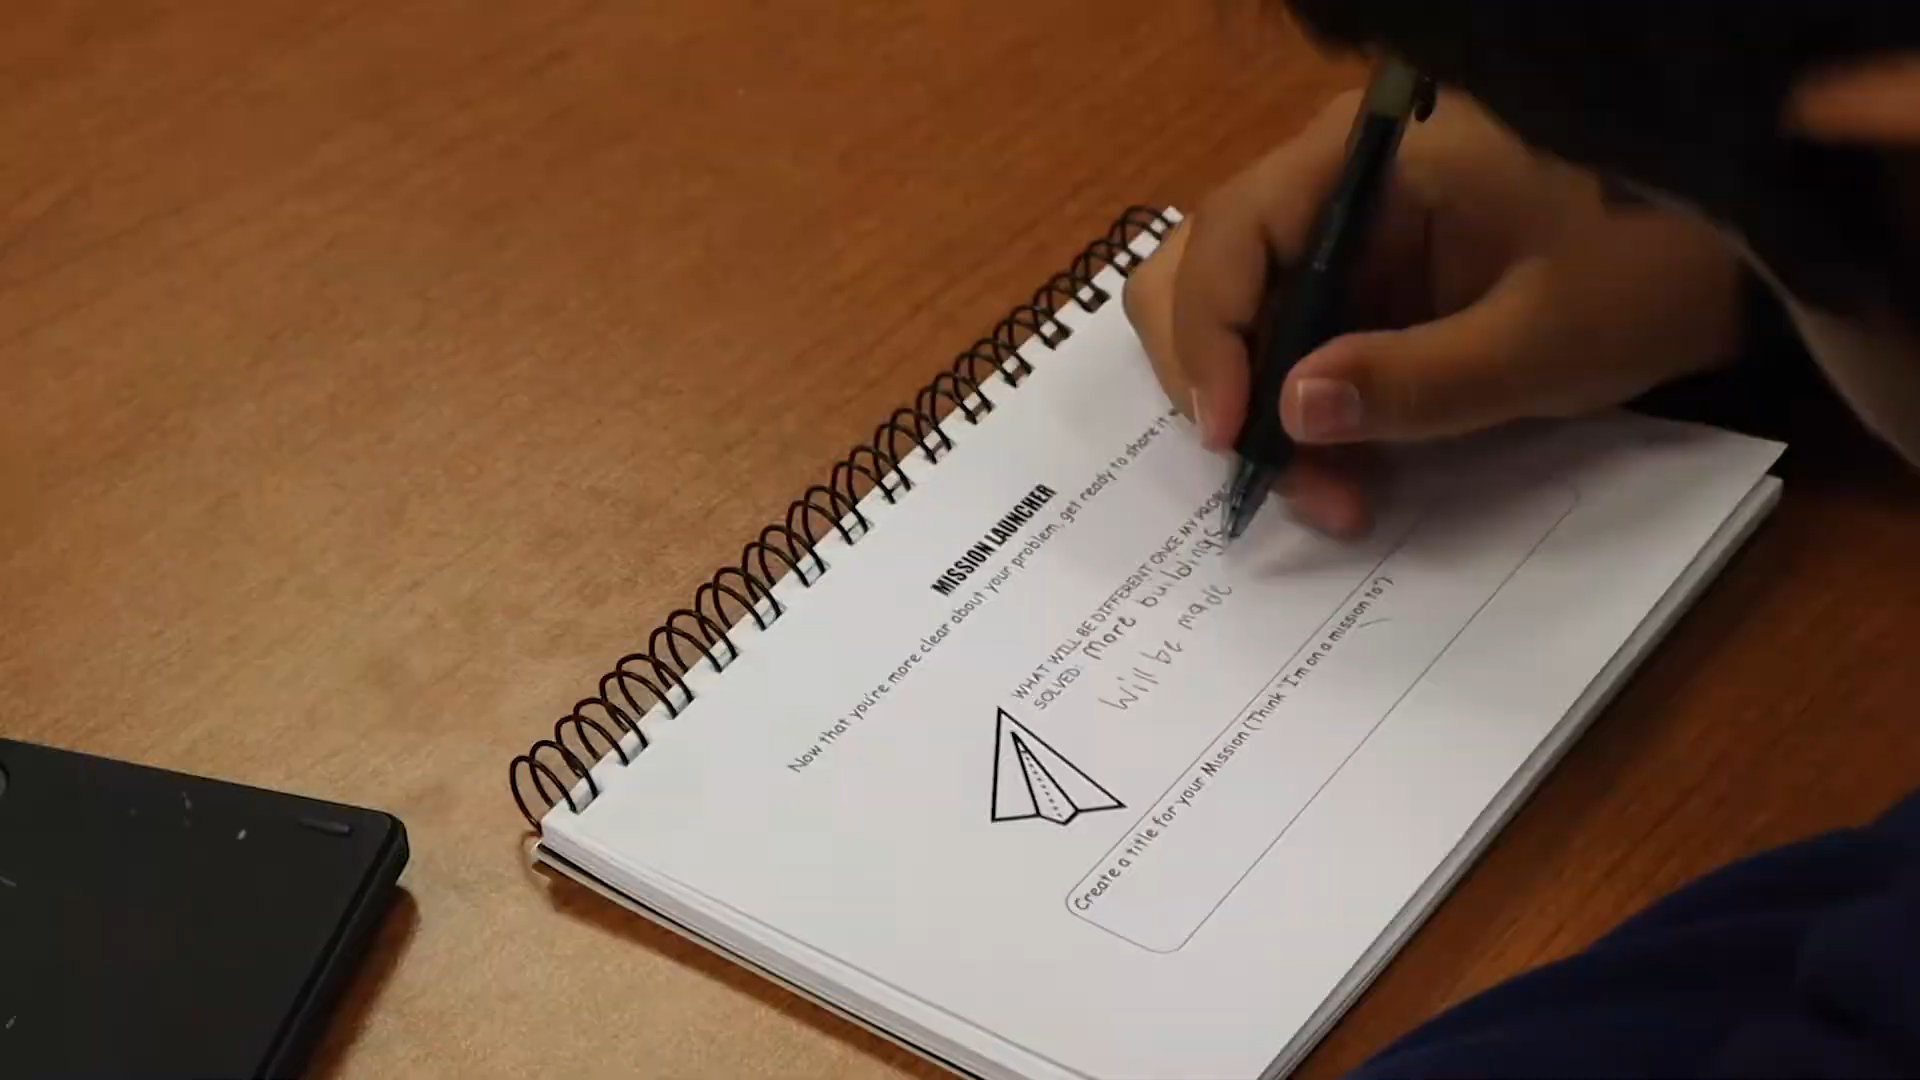 MISSION LAUNCHER
Now that you're more clear about your problem, get ready to share it
WHAT WILL BE DIFFERENT ONCE MY
SOLVED: More buildings
will be made
Create a title for your Mission (Think "I'm on a mission to")